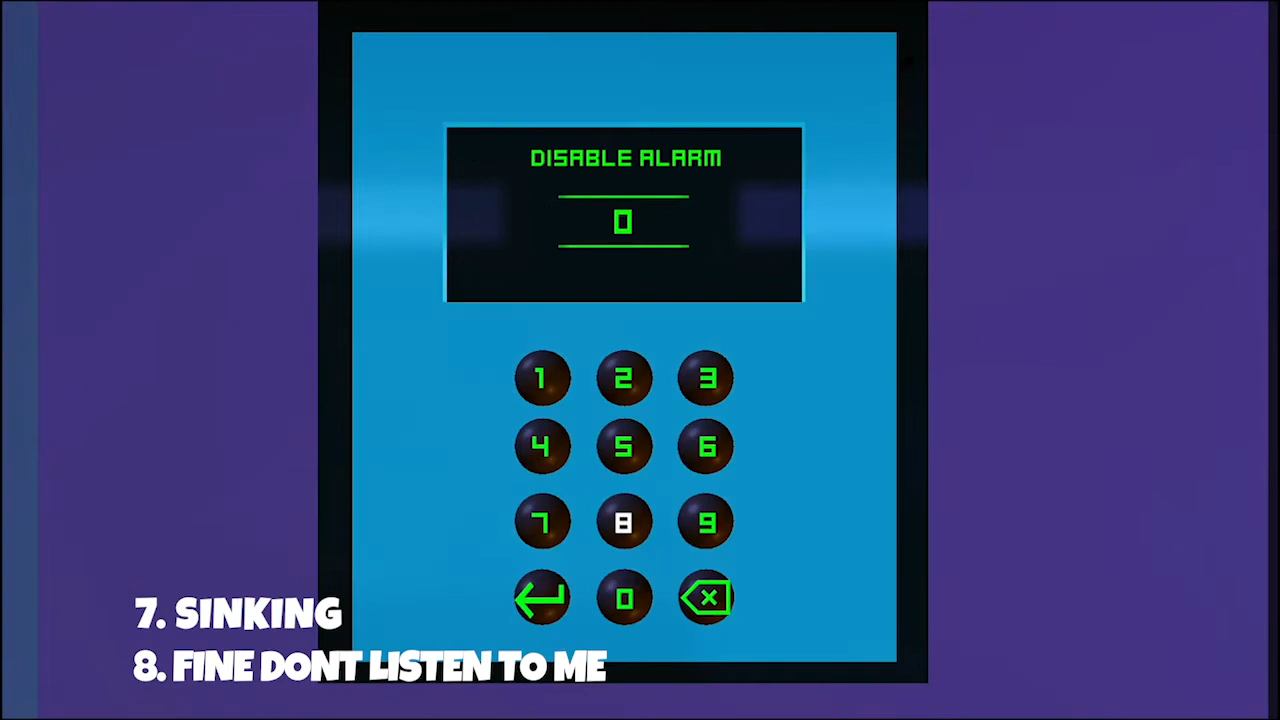 DISABLE ALARM
0
1 2 3
4 5 6
7 8 9
0
7. SINKING
8. FINE DONT LISTEN TO ME